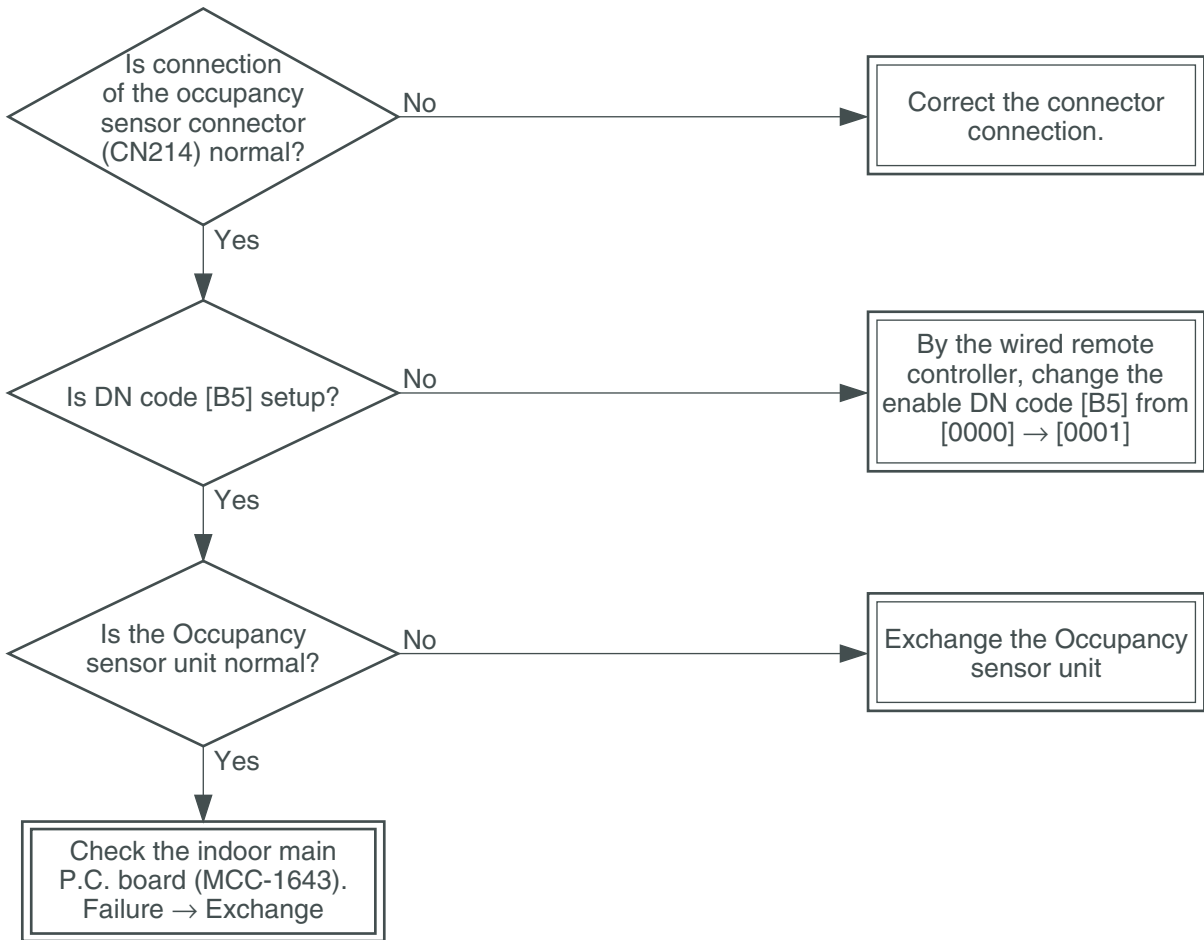 Is connection
of the occupancy
sensor connector
(CN214) normal?
No
Correct the connector
connection.
Yes
Is DN code [B5] setup?
No
By the wired remote
controller, change the
enable DN code [B5] from
[0000] → [0001]
Yes
Is the Occupancy
sensor unit normal?
No
Exchange the Occupancy
sensor unit
Yes
Check the indoor main
P.C. board (MCC-1643).
Failure → Exchange